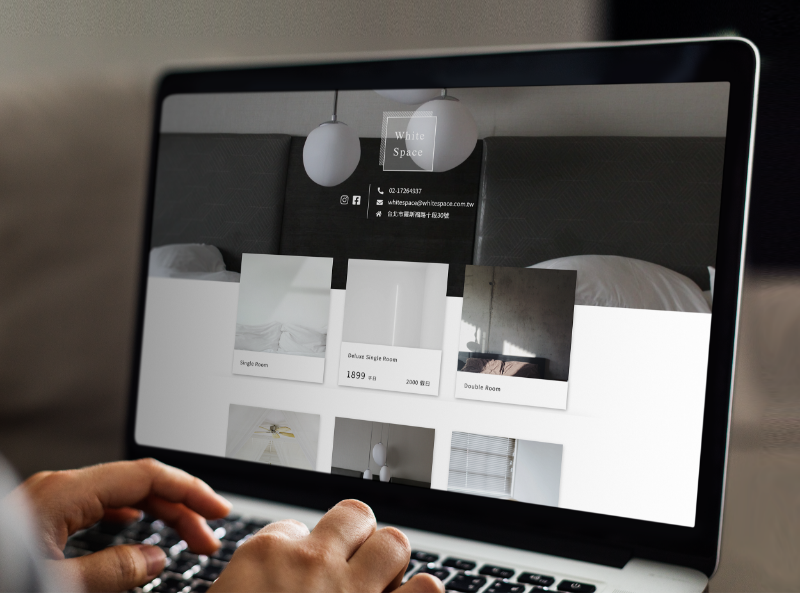 White
Space
02-17264937
whitespace@whitespace.com.tw
台北市羅斯福路十段30號
Single Room
Deluxe Single Room
1899 平日
2000 假日
Double Room